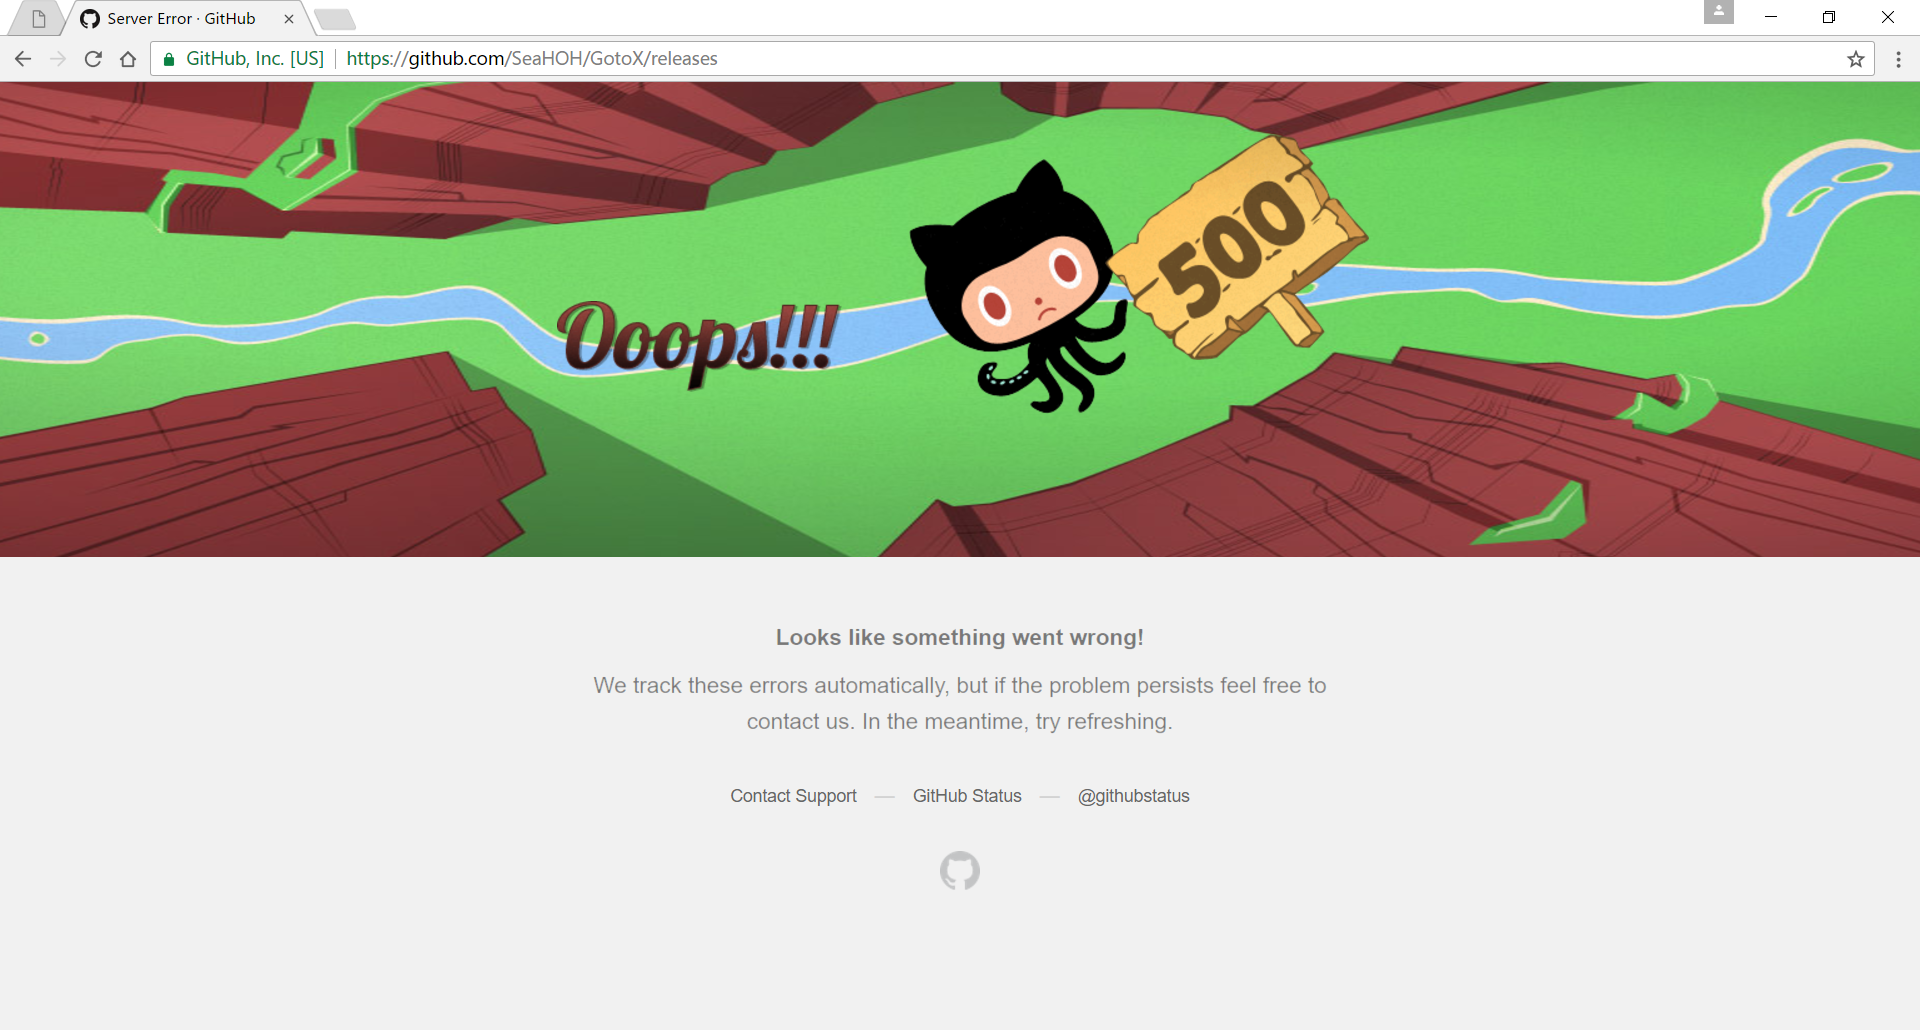 Server Error · GitHub
GitHub, Inc. [US]
https://github.com/SeaHOH/GotoX/releases
500
Ooops!!!
Looks like something went wrong!
We track these errors automatically, but if the problem persists feel free to
contact us. In the meantime, try refreshing.
Contact Support — GitHub Status — @githubstatus